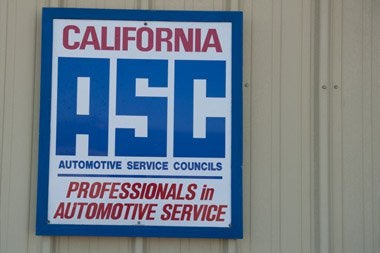 CALIFORNIA
ASC
AUTOMOTIVE SERVICE COUNCILS
PROFESSIONALS in
AUTOMOTIVE SERVICE